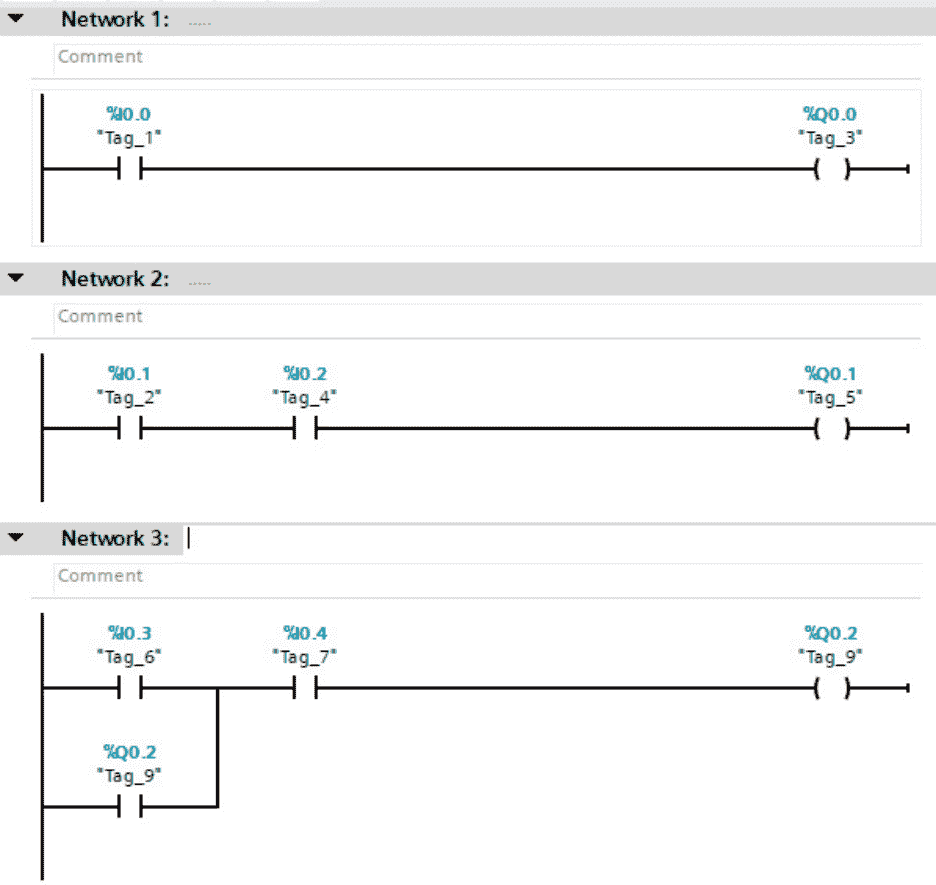 Network 1: .....
Comment
%I0.0 %Q0.0
"Tag_1" "Tag_3"
Network 2: .....
Comment
%I0.1 %I0.2 %Q0.1
"Tag_2" "Tag_4" "Tag_5"
Network 3:
Comment
%I0.3 %I0.4 %Q0.2
"Tag_6" "Tag_7" "Tag_9"
%Q0.2
"Tag_9"